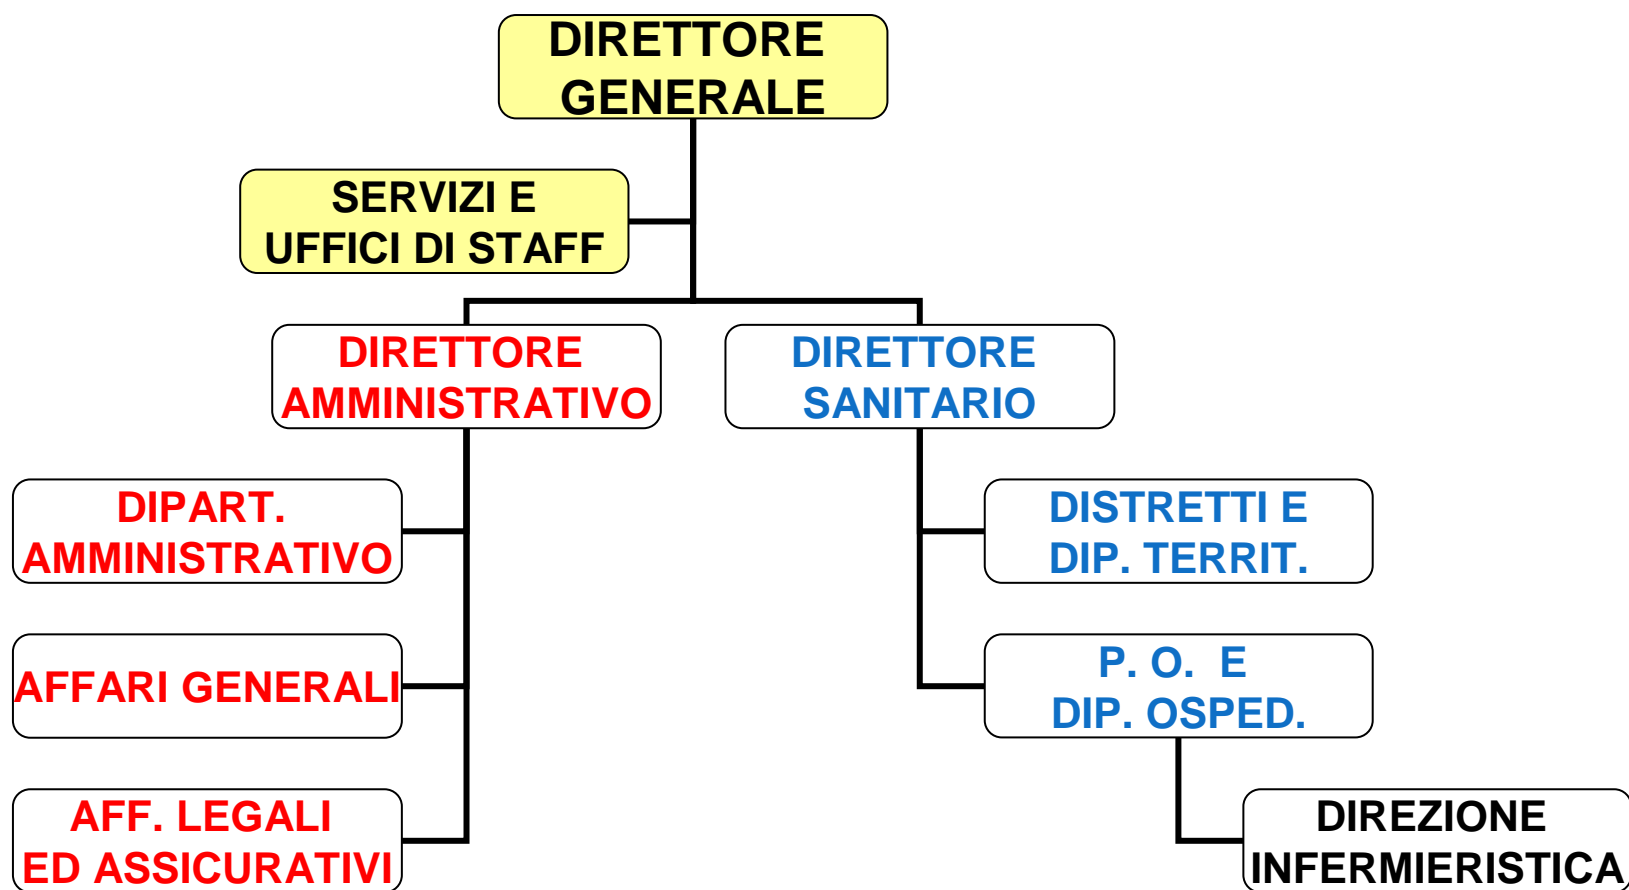 DIRETTORE
GENERALE
SERVIZI E
UFFICI DI STAFF
DIRETTORE
AMMINISTRATIVO
DIRETTORE
SANITARIO
DIPART.
AMMINISTRATIVO
DISTRETTI E
DIP. TERRIT.
AFFARI GENERALI
P. O. E
DIP. OSPED.
AFF. LEGALI
ED ASSICURATIVI
DIREZIONE
INFERMIERISTICA